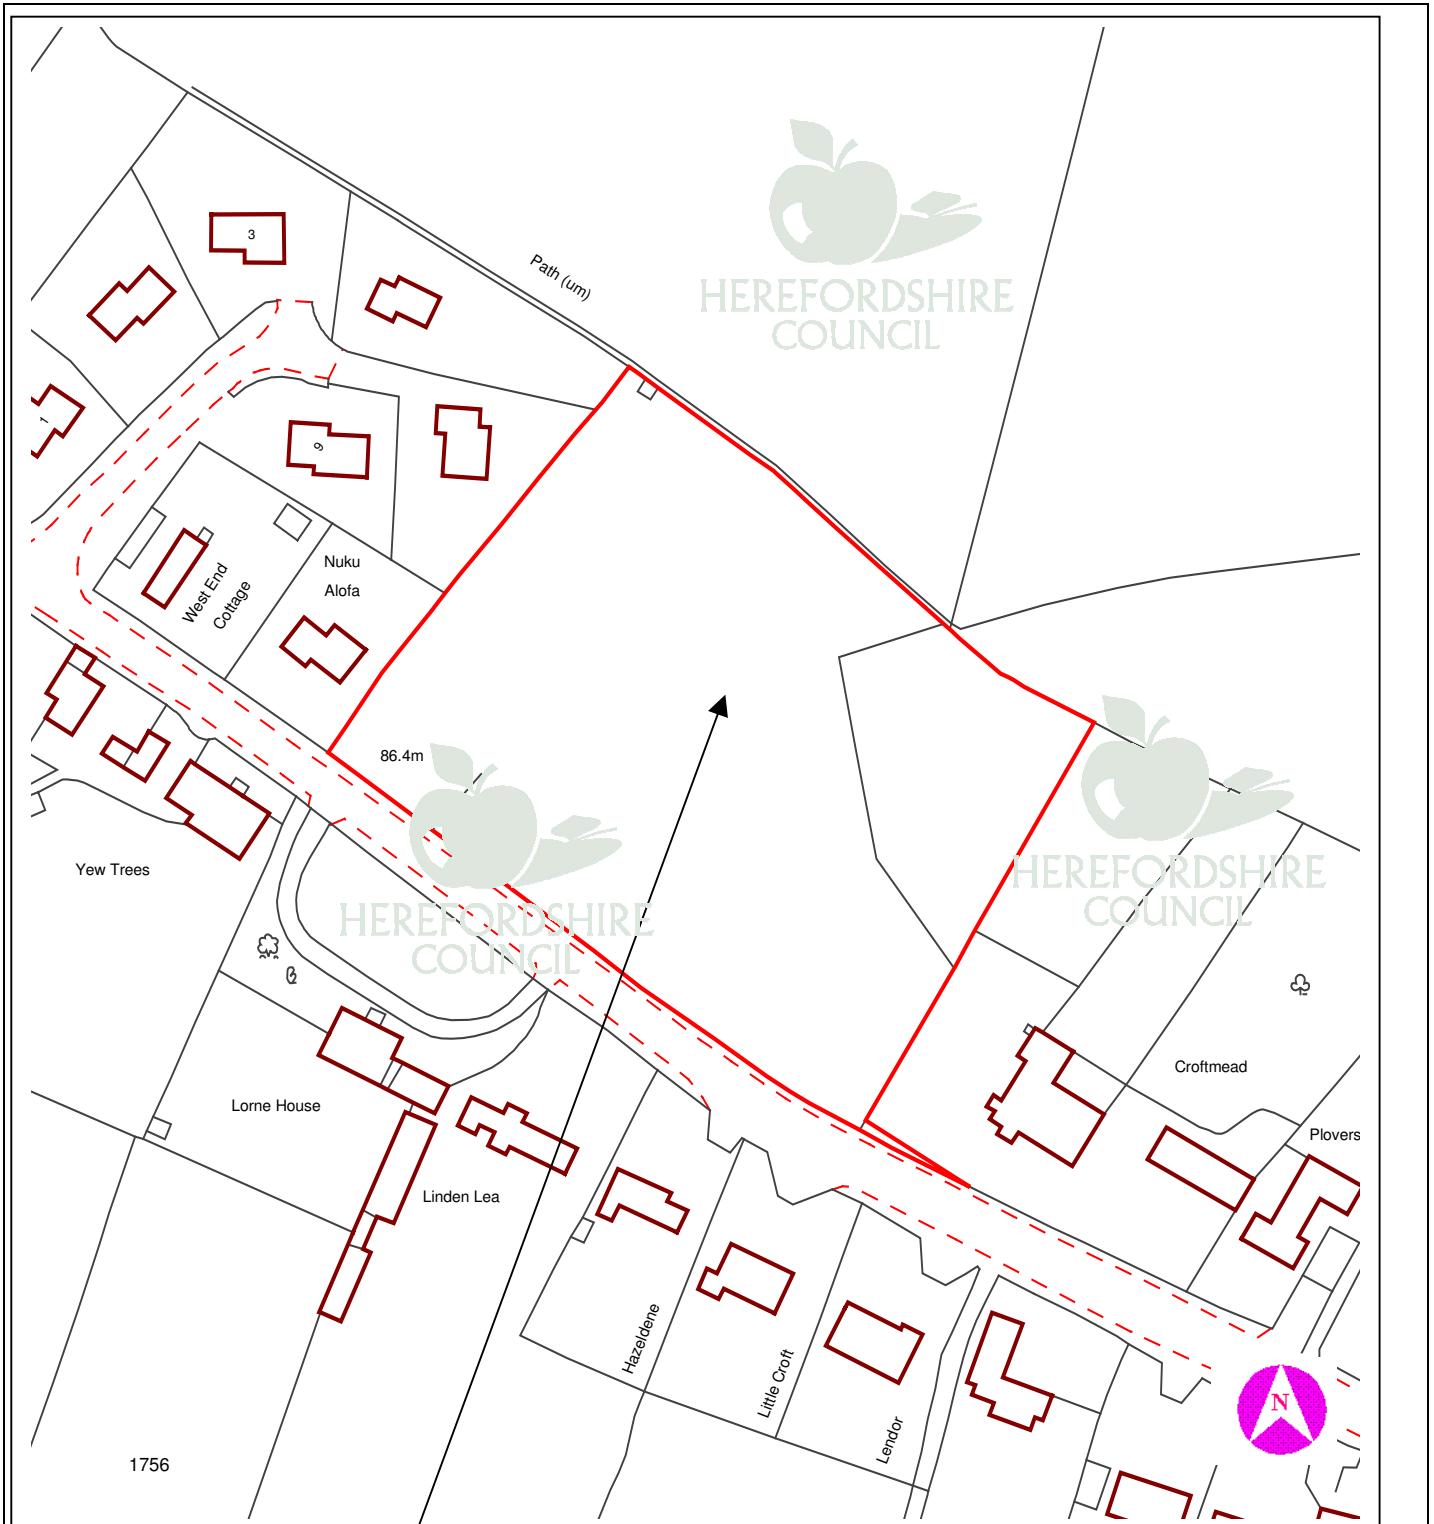 HEREFORDSHIRE
COUNCIL
3
Path (um)
1
9
Nuku
Alofa
West End
Cottage
86.4m
Yew Trees
HEREFORDSHIRE
COUNCIL
HEREFORDSHIRE
COUNCIL
Croftmead
Lorne House
Plovers
Linden Lea
Hazeldene
Little Croft
Lendor
N
1756